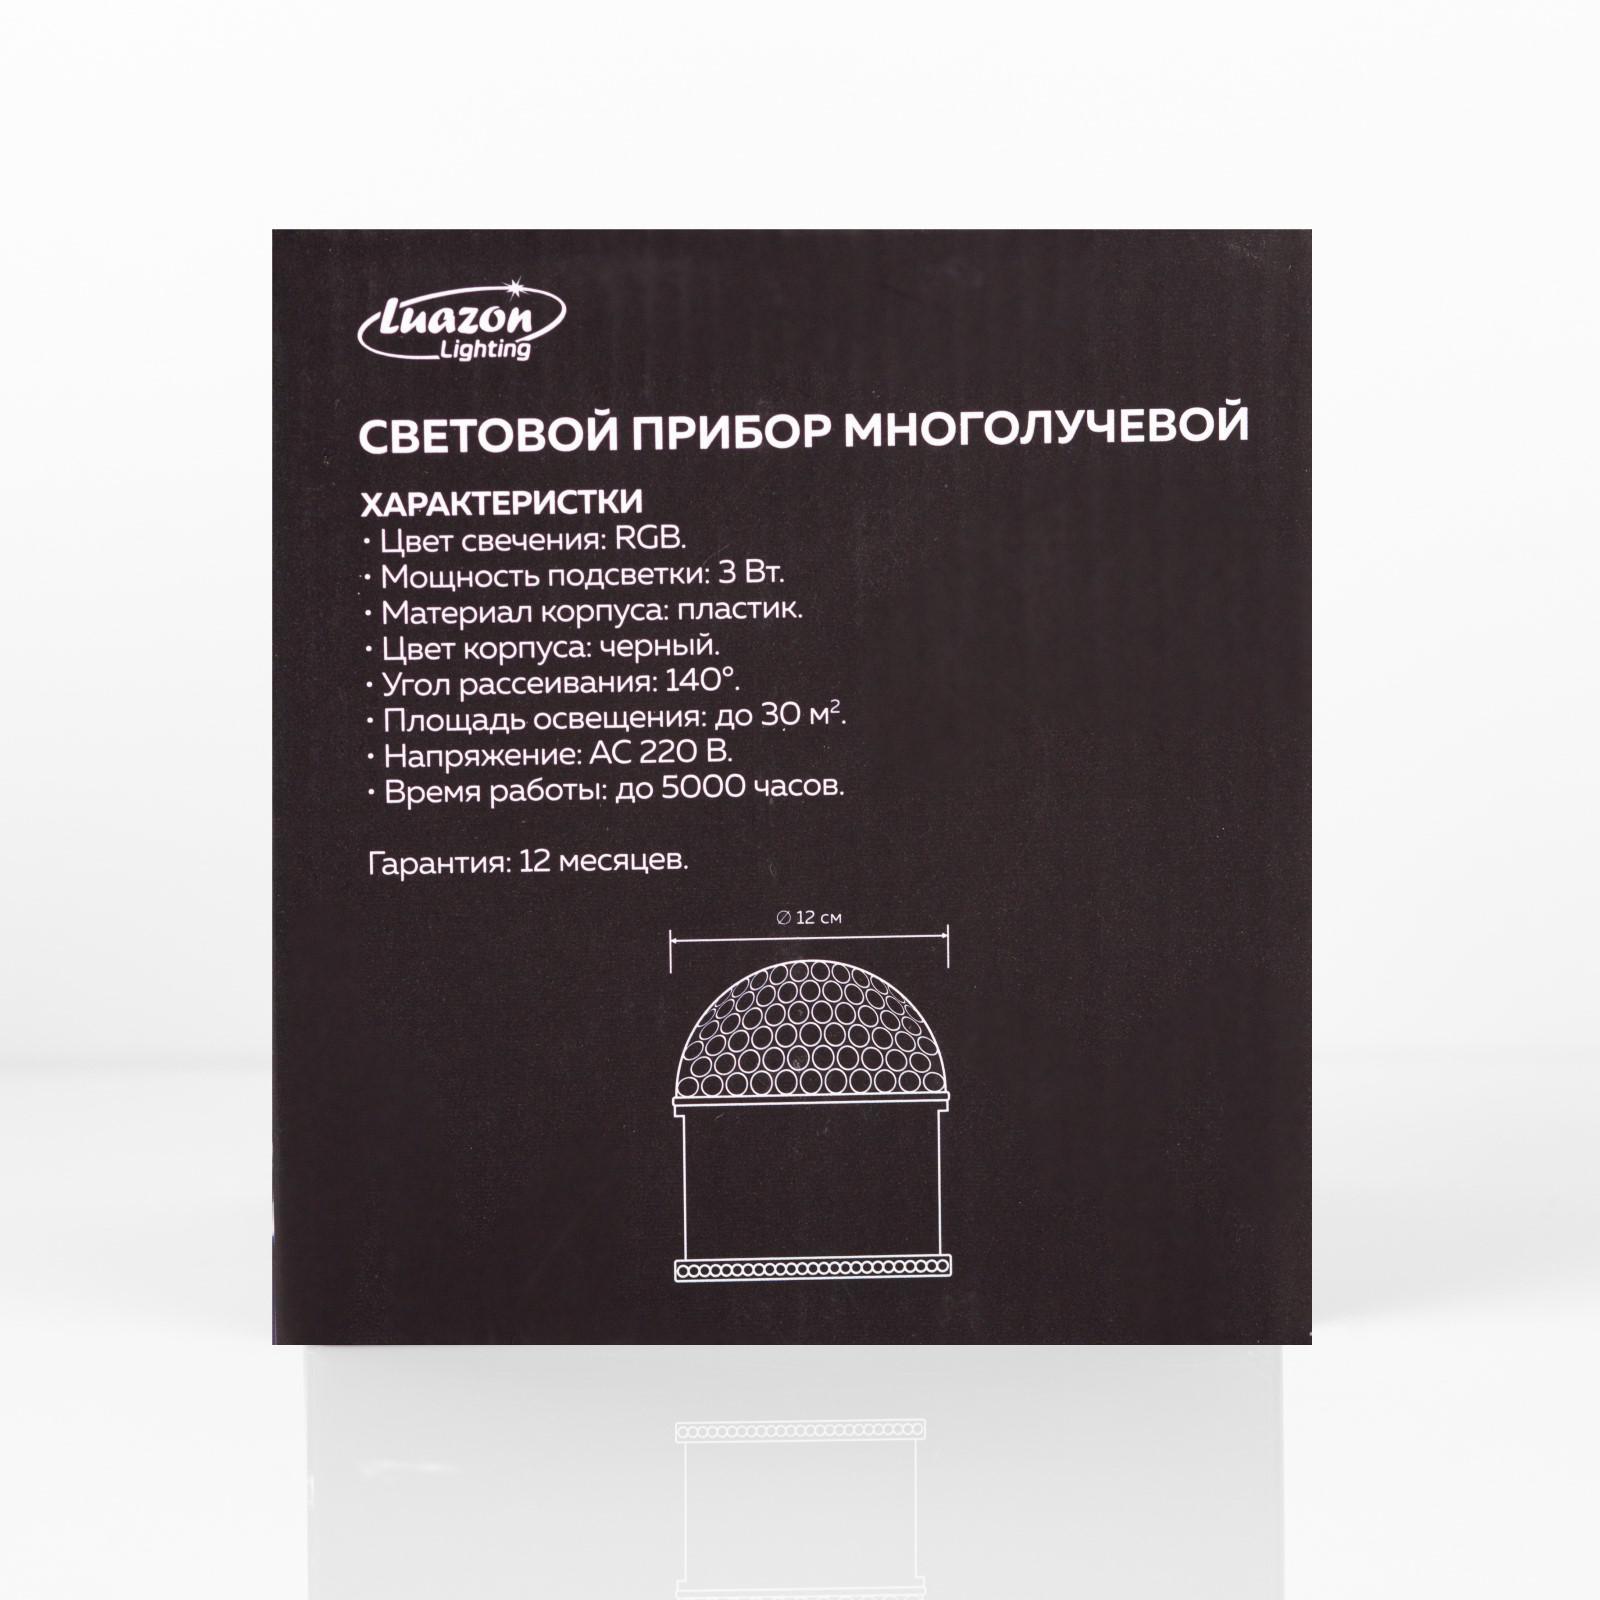 Luazon
Lighting
СВЕТОВОЙ ПРИБОР МНОГОЛУЧЕВОЙ
ХАРАКТЕРИСТКИ
• Цвет свечения: RGB.
• Мощность подсветки: 3 Вт.
• Материал корпуса: пластик.
• Цвет корпуса: черный.
• Угол рассеивания: 140°.
• Площадь освещения: до 30 м².
• Напряжение: AC 220 В.
• Время работы: до 5000 часов.
Гарантия: 12 месяцев.
∅ 12 см